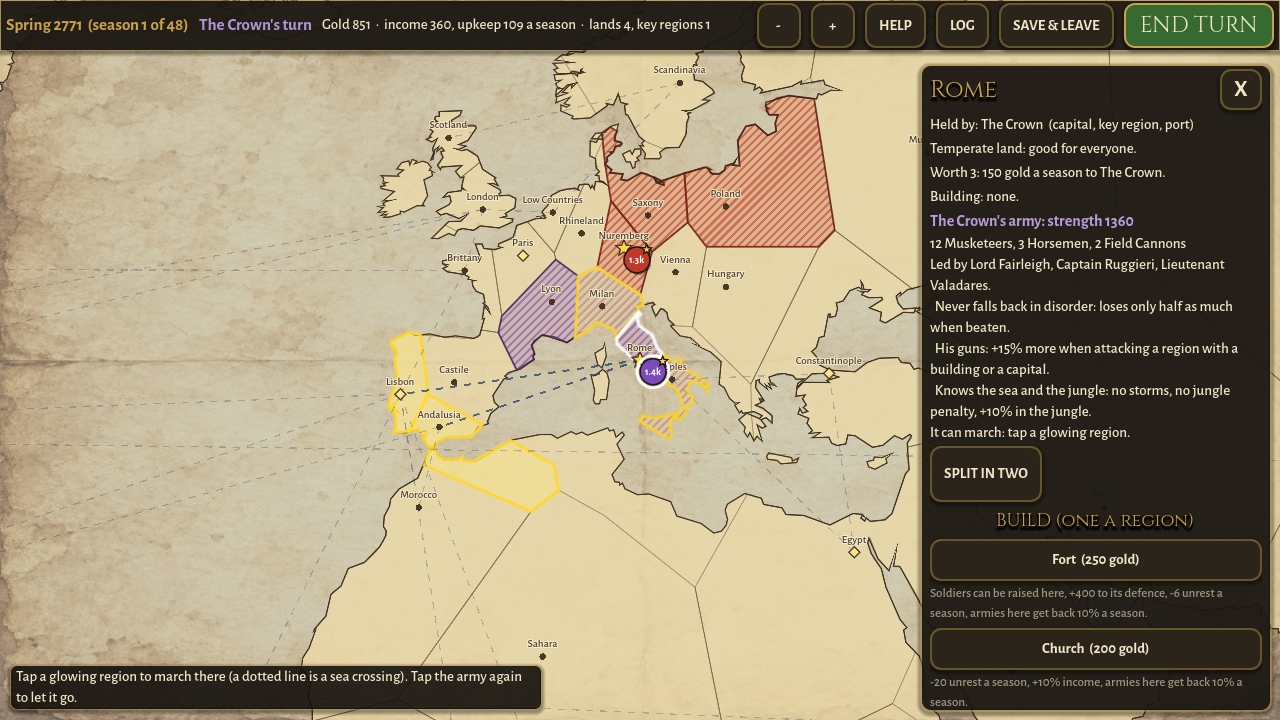 Spring 2771 (season 1 of 48) The Crown's turn Gold 851 · income 360, upkeep 109 a season · lands 4, key regions 1
-
+
HELP
LOG
SAVE & LEAVE
END TURN
Scandinavia
Scotland
London
Low Countries
Rhineland
Saxony
Poland
Nuremberg
Paris
Brittany
Vienna
Hungary
1.3k
Lyon
Milan
Rome
1.4k
ples
Castile
Lisbon
Andalusia
Constantinople
Morocco
Egypt
Sahara
Mu
Rome
X
Held by: The Crown (capital, key region, port)
Temperate land: good for everyone.
Worth 3: 150 gold a season to The Crown.
Building: none.
The Crown's army: strength 1360
12 Musketeers, 3 Horsemen, 2 Field Cannons
Led by Lord Fairleigh, Captain Ruggieri, Lieutenant
Valadares.
Never falls back in disorder: loses only half as much
when beaten.
His guns: +15% more when attacking a region with a
building or a capital.
Knows the sea and the jungle: no storms, no jungle
penalty, +10% in the jungle.
It can march: tap a glowing region.
SPLIT IN TWO
BUILD (ONE A REGION)
Fort (250 gold)
Soldiers can be raised here, +400 to its defence, -6 unrest a
season, armies here get back 10% a season.
Church (200 gold)
-20 unrest a season, +10% income, armies here get back 10% a
season.
Tap a glowing region to march there (a dotted line is a sea crossing). Tap the army again
to let it go.